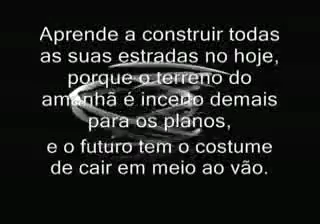 Aprende a construir todas
as suas estradas no hoje,
porque o terreno do
amanhã é incerto demais
para os planos,
e o futuro tem o costume
de cair em meio ao vão.